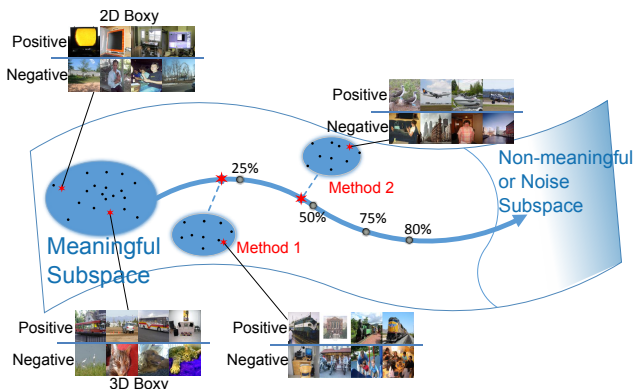 2D Boxy
Positive
Negative
Positive
Negative
25%
Method 2
Non-meaningful
or Noise
Subspace
50%
75%
80%
Meaningful
Subspace
Method 1
Positive
Negative
3D Boxy
Positive
Negative